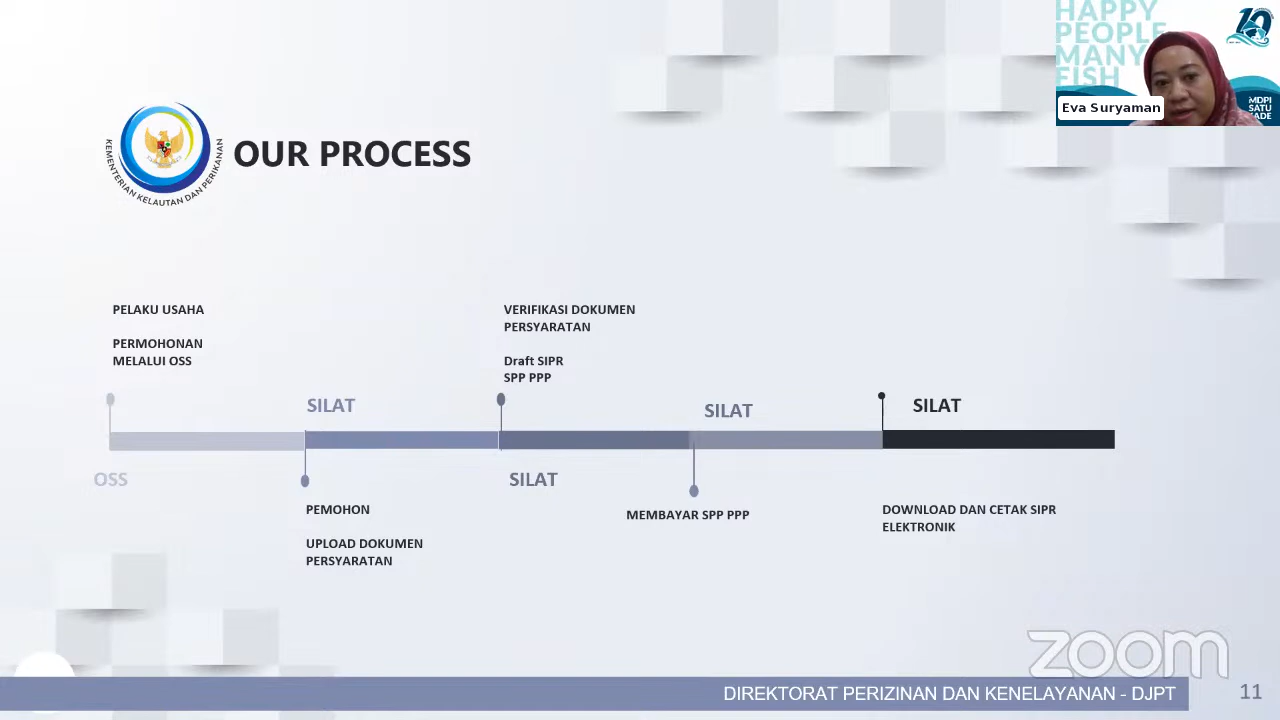 HAPPY
PEOPLE
MANY
FISH
Eva Suryaman
MDPI
SATU
KEMENTERIAN KELAUTAN DAN PERIKANAN
OUR PROCESS
PELAKU USAHA
PERMOHONAN
MELALUI OSS
VERIFIKASI DOKUMEN
PERSYARATAN
Draft SIPR
SPP PPP
SILAT
SILAT
SILAT
OSS
SILAT
PEMOHON
UPLOAD DOKUMEN
PERSYARATAN
MEMBAYAR SPP PPP
DOWNLOAD DAN CETAK SIPR
ELEKTRONIK
zoom
DIREKTORAT PERIZINAN DAN KENELAYANAN - DJPT
11